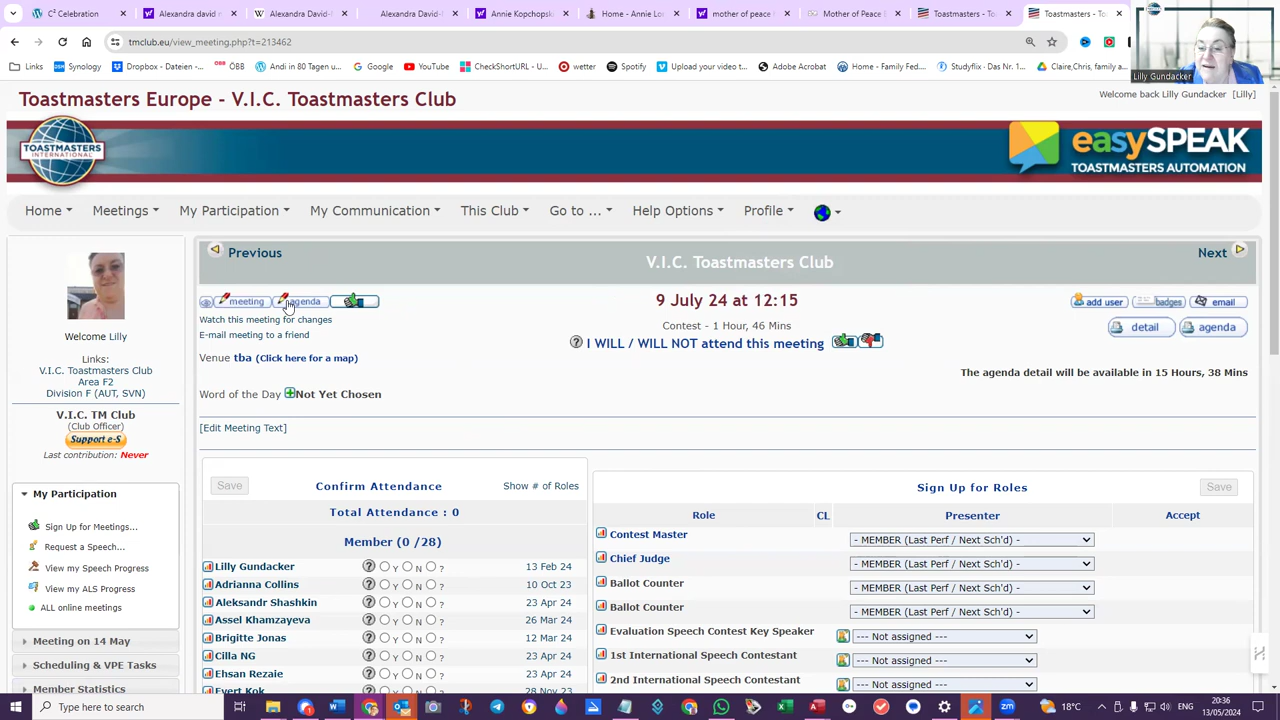 C² Celebration
Alexandra david n
Alexandra David-
Alexandra David-
Annie Kopchop
Home - Annie Lo
mother of peace
Mother of Peace
Toastmasters - To
Toastmasters - To
tmclub.eu/view_meeting.php?t=213462
Links
Synology
Dropbox - Dateien -...
ÖBB
Andi in 80 Tagen u...
Google
YouTube
CheckShortURL - U...
wetter
Spotify
Upload your video t...
Adobe Acrobat
Home - Family Fed...
Studyflix - Das Nr. 1...
Claire,Chris, family a...
Lilly Gundacker
Toastmasters Europe - V.I.C. Toastmasters Club
Welcome back Lilly Gundacker [Lilly]
TOASTMASTERS
INTERNATIONAL
easySPEAK
TOASTMASTERS AUTOMATION
Home
Meetings
My Participation
My Communication
This Club
Go to ...
Help Options
Profile
Previous
V.I.C. Toastmasters Club
Next
meeting
agenda
9 July 24 at 12:15
add user
badges
email
Watch this meeting for changes
E-mail meeting to a friend
Contest - 1 Hour, 46 Mins
detail
agenda
I WILL / WILL NOT attend this meeting
Venue tba (Click here for a map)
The agenda detail will be available in 15 Hours, 38 Mins
Word of the Day Not Yet Chosen
[Edit Meeting Text]
Welcome Lilly
Links:
V.I.C. Toastmasters Club
Area F2
Division F (AUT, SVN)
V.I.C. TM Club
(Club Officer)
Support e-S
Last contribution: Never
My Participation
Sign Up for Meetings...
Request a Speech...
View my Speech Progress
View my ALS Progress
ALL online meetings
Meeting on 14 May
Scheduling & VPE Tasks
Member Statistics
Save
Confirm Attendance
Show # of Roles
Total Attendance : 0
Member (0 /28)
Lilly Gundacker ? Y N ? 13 Feb 24
Adrianna Collins ? Y N ? 10 Oct 23
Aleksandr Shashkin ? Y N ? 23 Apr 24
Assel Khamzayeva ? Y N ? 26 Mar 24
Brigitte Jonas ? Y N ? 12 Mar 24
Cilla NG ? Y N ? 23 Apr 24
Ehsan Rezaie ? Y N ? 23 Apr 24
Evert Kok
Sign Up for Roles
Save
Role
CL
Presenter
Accept
Contest Master - MEMBER (Last Perf / Next Sch'd) -
Chief Judge - MEMBER (Last Perf / Next Sch'd) -
Ballot Counter - MEMBER (Last Perf / Next Sch'd) -
Ballot Counter - MEMBER (Last Perf / Next Sch'd) -
Evaluation Speech Contest Key Speaker --- Not assigned ---
1st International Speech Contestant --- Not assigned ---
2nd International Speech Contestant --- Not assigned ---
Type here to search
18°C
20:36
13/05/2024